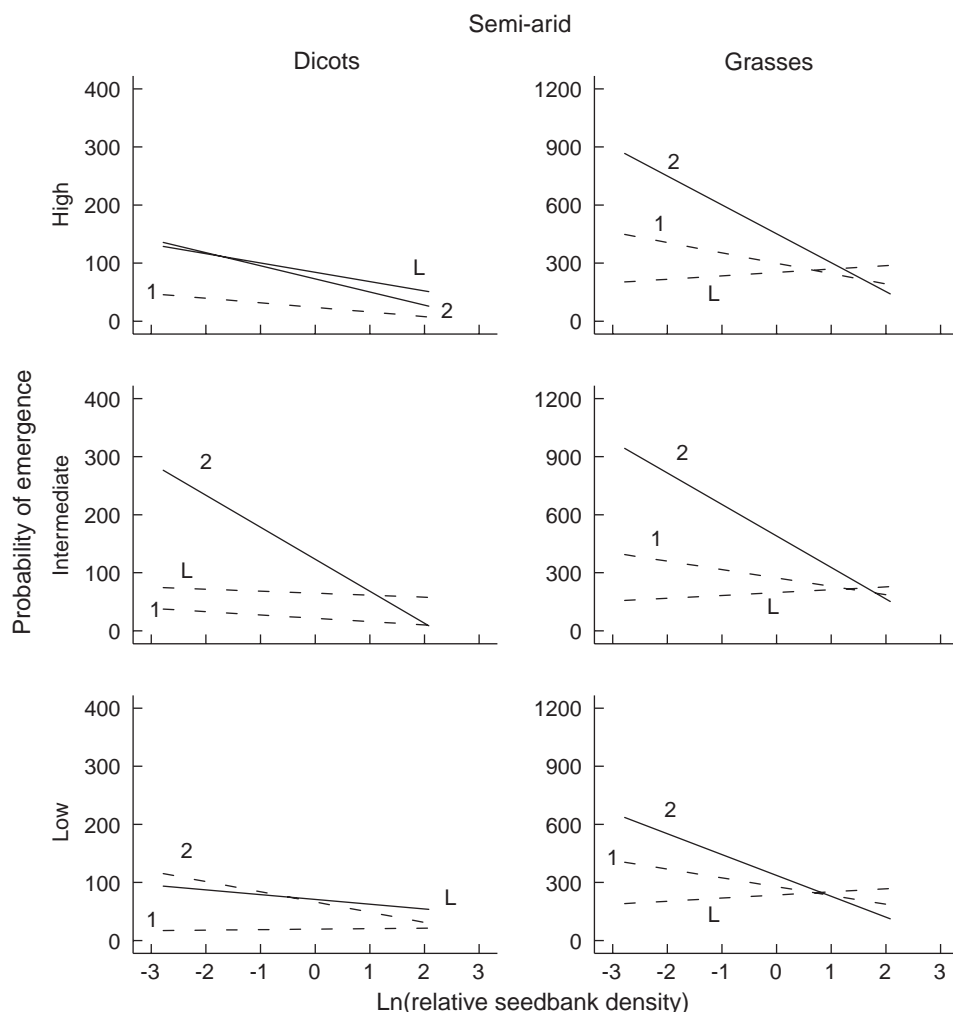 Semi-arid
Dicots
Grasses
400
300
200
100
0
High
L
2
1
1200
900
600
300
0
2
1
L
Probability of emergence
400
300
200
100
0
Intermediate
2
L
1
1200
900
600
300
0
2
1
L
400
300
200
100
0
Low
2
L
1
-3 -2 -1 0 1 2 3
1200
900
600
300
0
2
1
L
-3 -2 -1 0 1 2 3
Ln(relative seedbank density)